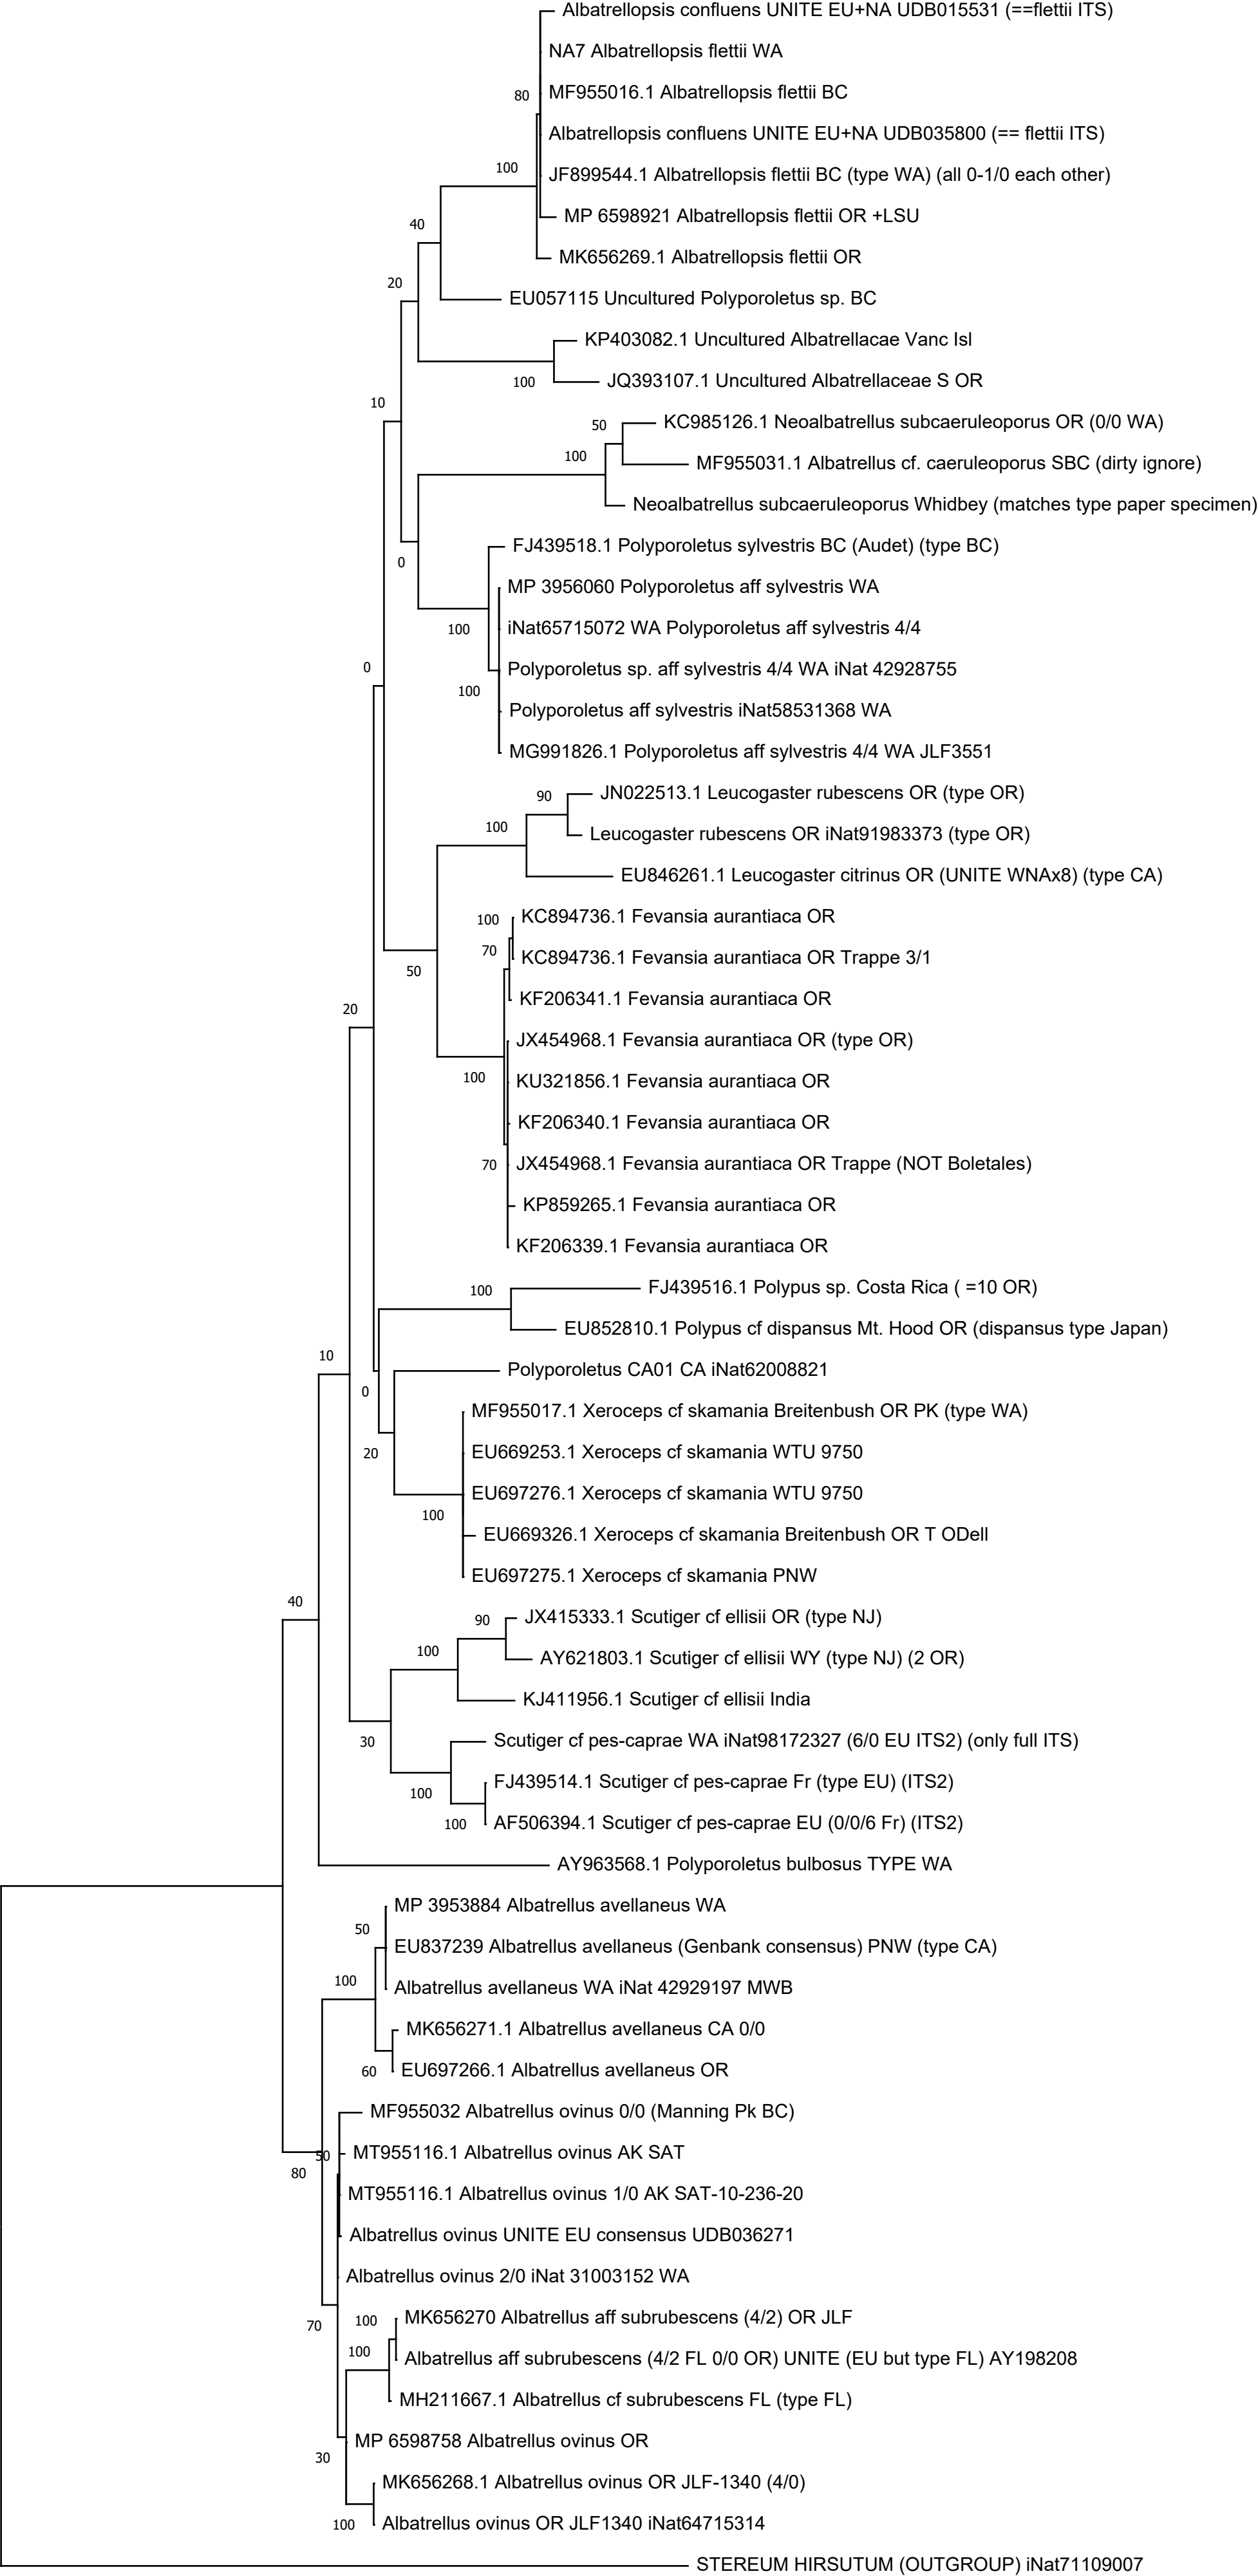 Albatrellopsis confluens UNITE EU+NA UDB015531 (==flettii ITS)
NA7 Albatrellopsis flettii WA
80
MF955016.1 Albatrellopsis flettii BC
Albatrellopsis confluens UNITE EU+NA UDB035800 (== flettii ITS)
100
JF899544.1 Albatrellopsis flettii BC (type WA) (all 0-1/0 each other)
MP 6598921 Albatrellopsis flettii OR +LSU
40
MK656269.1 Albatrellopsis flettii OR
20
EU057115 Uncultured Polyporoletus sp. BC
KP403082.1 Uncultured Albatrellacae Vanc Isl
100
JQ393107.1 Uncultured Albatrellaceae S OR
10
50
KC985126.1 Neoalbatrellus subcaeruleoporus OR (0/0 WA)
100
MF955031.1 Albatrellus cf. caeruleoporus SBC (dirty ignore)
Neoalbatrellus subcaeruleoporus Whidbey (matches type paper specimen)
FJ439518.1 Polyporoletus sylvestris BC (Audet) (type BC)
0
MP 3956060 Polyporoletus aff sylvestris WA
100
iNat65715072 WA Polyporoletus aff sylvestris 4/4
0
Polyporoletus sp. aff sylvestris 4/4 WA iNat 42928755
100
Polyporoletus aff sylvestris iNat58531368 WA
MG991826.1 Polyporoletus aff sylvestris 4/4 WA JLF3551
90
JN022513.1 Leucogaster rubescens OR (type OR)
100
Leucogaster rubescens OR iNat91983373 (type OR)
EU846261.1 Leucogaster citrinus OR (UNITE WNAx8) (type CA)
100
KC894736.1 Fevansia aurantiaca OR
70
KC894736.1 Fevansia aurantiaca OR Trappe 3/1
50
KF206341.1 Fevansia aurantiaca OR
20
JX454968.1 Fevansia aurantiaca OR (type OR)
100
KU321856.1 Fevansia aurantiaca OR
KF206340.1 Fevansia aurantiaca OR
70
JX454968.1 Fevansia aurantiaca OR Trappe (NOT Boletales)
KP859265.1 Fevansia aurantiaca OR
KF206339.1 Fevansia aurantiaca OR
100
FJ439516.1 Polypus sp. Costa Rica ( =10 OR)
EU852810.1 Polypus cf dispansus Mt. Hood OR (dispansus type Japan)
10
Polyporoletus CA01 CA iNat62008821
0
MF955017.1 Xeroceps cf skamania Breitenbush OR PK (type WA)
20
EU669253.1 Xeroceps cf skamania WTU 9750
EU697276.1 Xeroceps cf skamania WTU 9750
100
EU669326.1 Xeroceps cf skamania Breitenbush OR T ODell
EU697275.1 Xeroceps cf skamania PNW
40
90
JX415333.1 Scutiger cf ellisii OR (type NJ)
100
AY621803.1 Scutiger cf ellisii WY (type NJ) (2 OR)
KJ411956.1 Scutiger cf ellisii India
30
Scutiger cf pes-caprae WA iNat98172327 (6/0 EU ITS2) (only full ITS)
100
FJ439514.1 Scutiger cf pes-caprae Fr (type EU) (ITS2)
100
AF506394.1 Scutiger cf pes-caprae EU (0/0/6 Fr) (ITS2)
AY963568.1 Polyporoletus bulbosus TYPE WA
MP 3953884 Albatrellus avellaneus WA
50
EU837239 Albatrellus avellaneus (Genbank consensus) PNW (type CA)
100
Albatrellus avellaneus WA iNat 42929197 MWB
MK656271.1 Albatrellus avellaneus CA 0/0
60
EU697266.1 Albatrellus avellaneus OR
MF955032 Albatrellus ovinus 0/0 (Manning Pk BC)
50
MT955116.1 Albatrellus ovinus AK SAT
80
MT955116.1 Albatrellus ovinus 1/0 AK SAT-10-236-20
Albatrellus ovinus UNITE EU consensus UDB036271
Albatrellus ovinus 2/0 iNat 31003152 WA
70
100
MK656270 Albatrellus aff subrubescens (4/2) OR JLF
100
Albatrellus aff subrubescens (4/2 FL 0/0 OR) UNITE (EU but type FL) AY198208
MH211667.1 Albatrellus cf subrubescens FL (type FL)
MP 6598758 Albatrellus ovinus OR
30
MK656268.1 Albatrellus ovinus OR JLF-1340 (4/0)
100
Albatrellus ovinus OR JLF1340 iNat64715314
STEREUM HIRSUTUM (OUTGROUP) iNat71109007